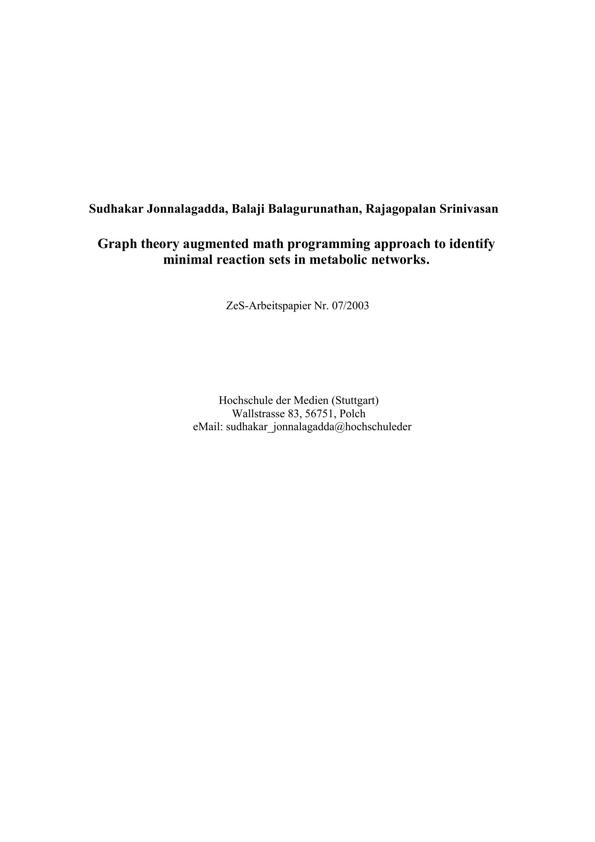 Sudhakar Jonnalagadda, Balaji Balagurunathan, Rajagopalan Srinivasan
Graph theory augmented math programming approach to identify
minimal reaction sets in metabolic networks.
ZeS-Arbeitspapier Nr. 07/2003
Hochschule der Medien (Stuttgart)
Wallstrasse 83, 56751, Polch
eMail: sudhakar_jonnalagadda@hochschuleder